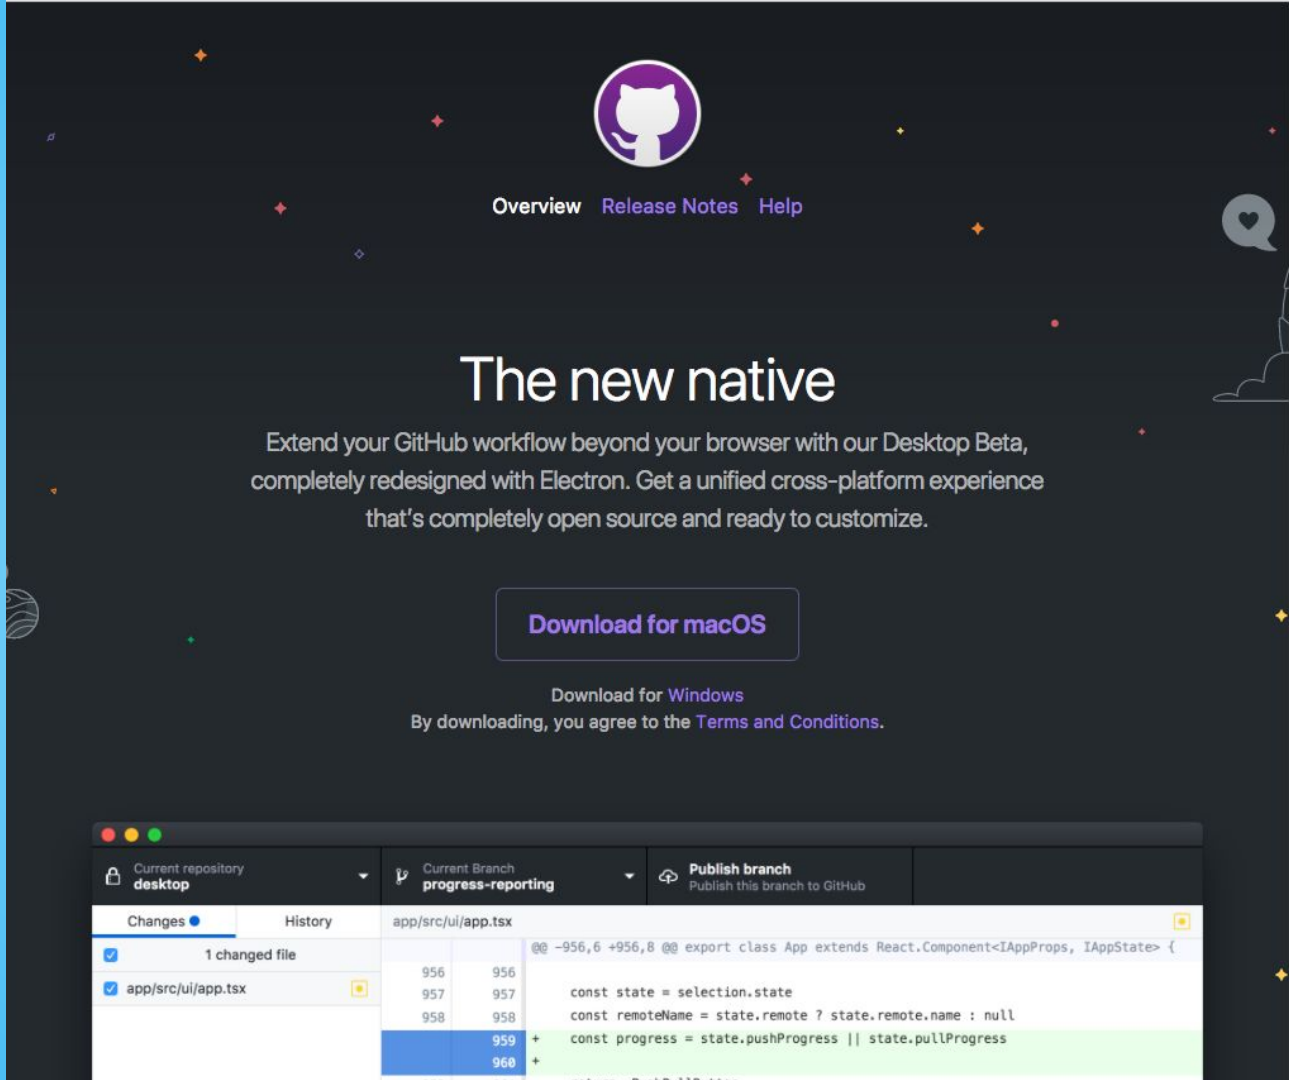 Overview Release Notes Help
The new native
Extend your GitHub workflow beyond your browser with our Desktop Beta,
completely redesigned with Electron. Get a unified cross-platform experience
that's completely open source and ready to customize.
Download for macOS
Download for Windows
By downloading, you agree to the Terms and Conditions.
Current repository
desktop
Current Branch
progress-reporting
Publish branch
Publish this branch to GitHub
Changes History
1 changed file
app/src/ui/app.tsx
app/src/ui/app.tsx
@@ -956,6 +956,8 @@ export class App extends React.Component<IAppProps, IAppState> {
956 956
957 957 const state = selection.state
958 958 const remoteName = state.remote ? state.remote.name : null
959 + const progress = state.pushProgress || state.pullProgress
960 +